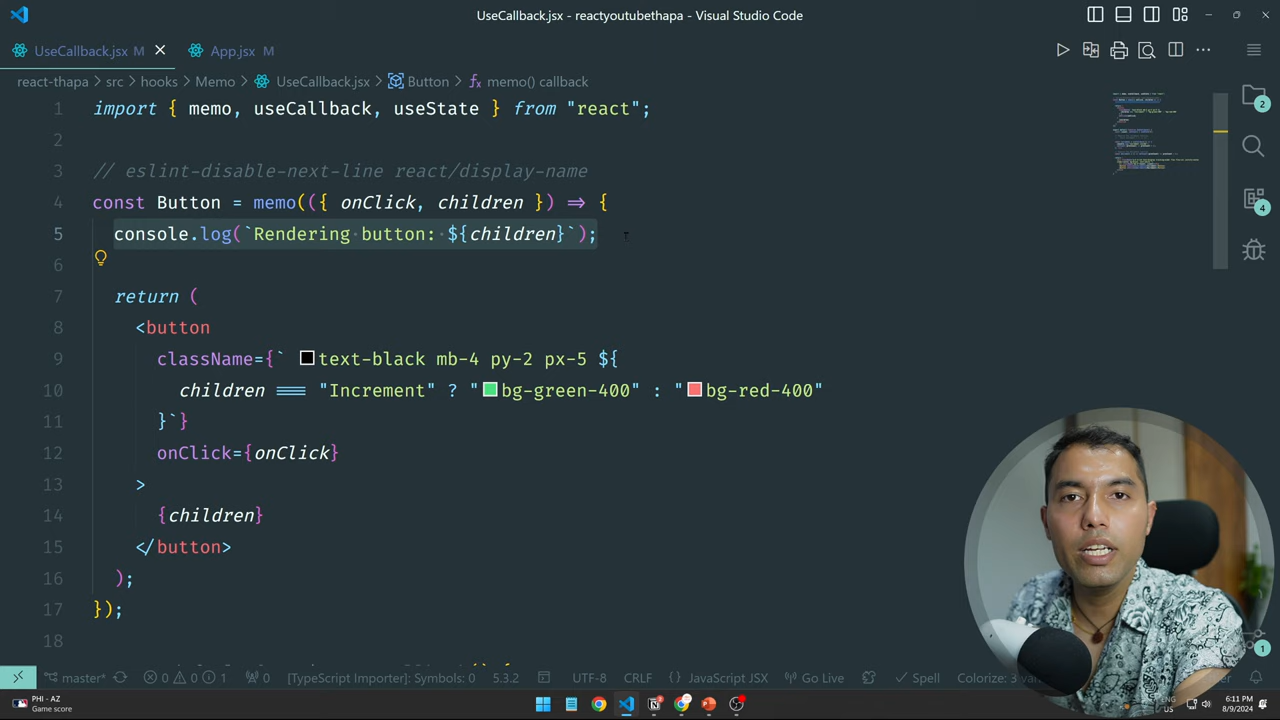 UseCallback.jsx - reactyoutubethapa - Visual Studio Code
UseCallback.jsx M
App.jsx M
react-thapa > src > hooks > Memo > UseCallback.jsx > Button > memo() callback
1 import { memo, useCallback, useState } from "react";
2
3 // eslint-disable-next-line react/display-name
4 const Button = memo(({ onClick, children }) => {
5 console.log(`Rendering button: ${children}`);
6
7 return (
8 <button
9 className={` text-black mb-4 py-2 px-5 ${
10 children === "Increment" ? "bg-green-400" : "bg-red-400"
11 }`}
12 onClick={onClick}
13 >
14 {children}
15 </button>
16 );
17 });
18
2
4
1
master* 0 0 1 0 [TypeScript Importer]: Symbols: 0 5.3.2 UTF-8 CRLF {} JavaScript JSX Go Live Spell Colorize: 3
PHI - AZ
Game score
ENG
US
6:11 PM
8/9/2024